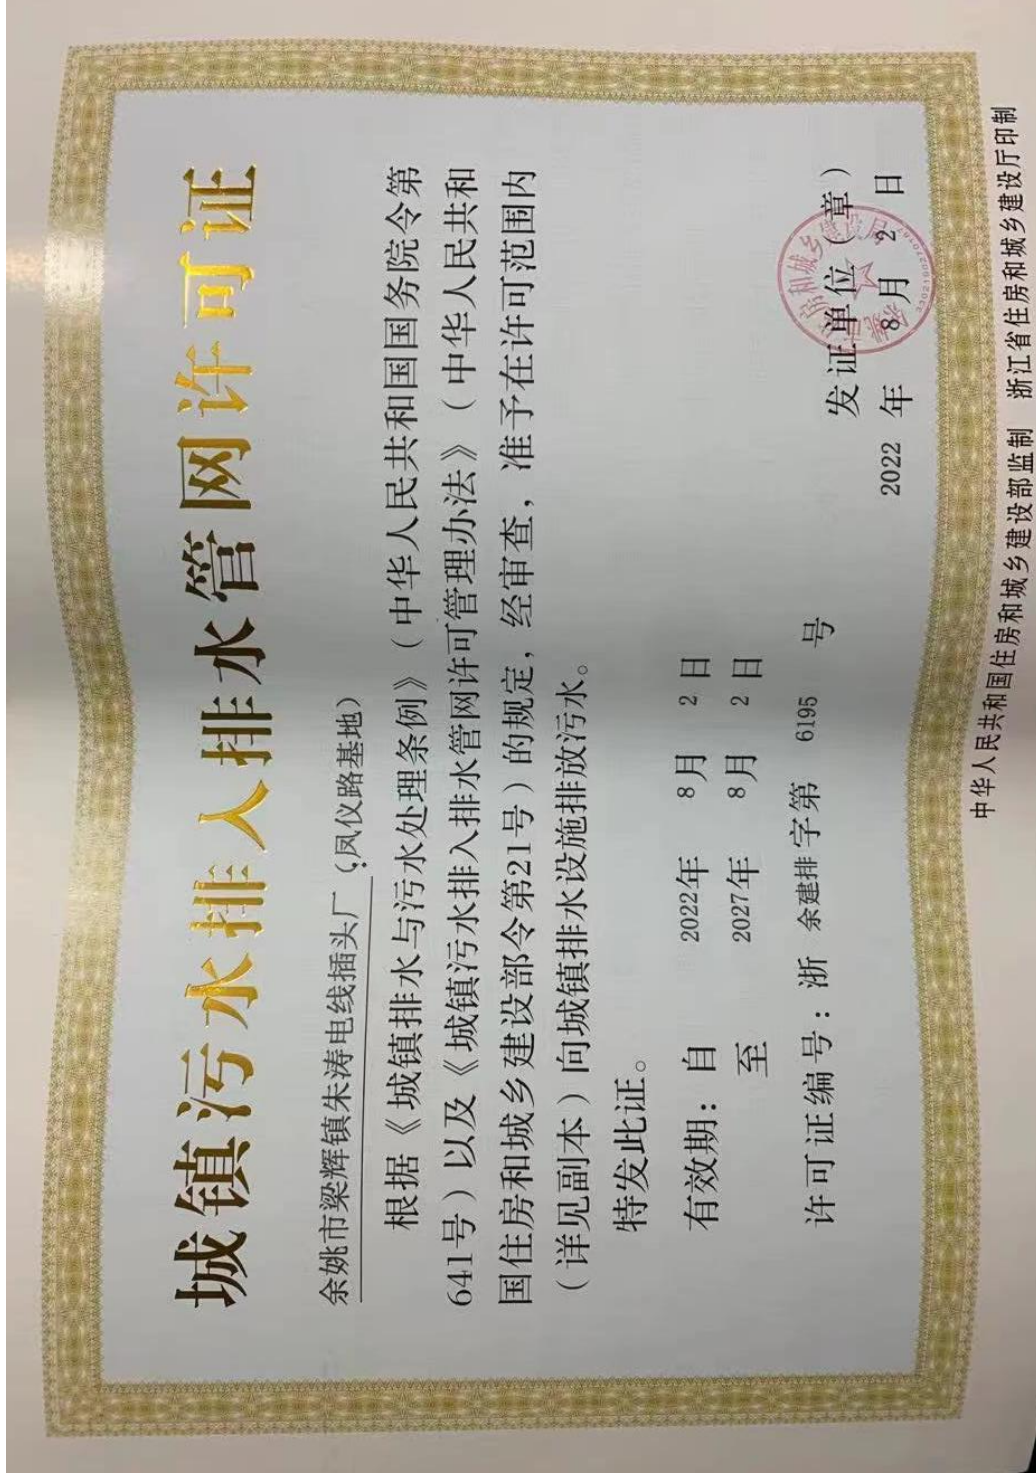 城镇污水排入排水管网许可证
余姚市梁辉镇朱涛电线插头厂(凤仪路基地)
根据《城镇排水与污水处理条例》（中华人民共和国国务院令第
641号）以及《城镇污水排入排水管网许可管理办法》（中华人民共和
国住房和城乡建设部令第21号）的规定，经审查，准予在许可范围内
（详见副本）向城镇排水设施排放污水。
特发此证。
有效期：自 2022年 8月 2日
至 2027年 8月 2日
许可证编号：浙 余建排 字第 6195 号
发证单位（章）
2022 年 8月 2 日
中华人民共和国住房和城乡建设部监制 浙江省住房和城乡建设厅印制